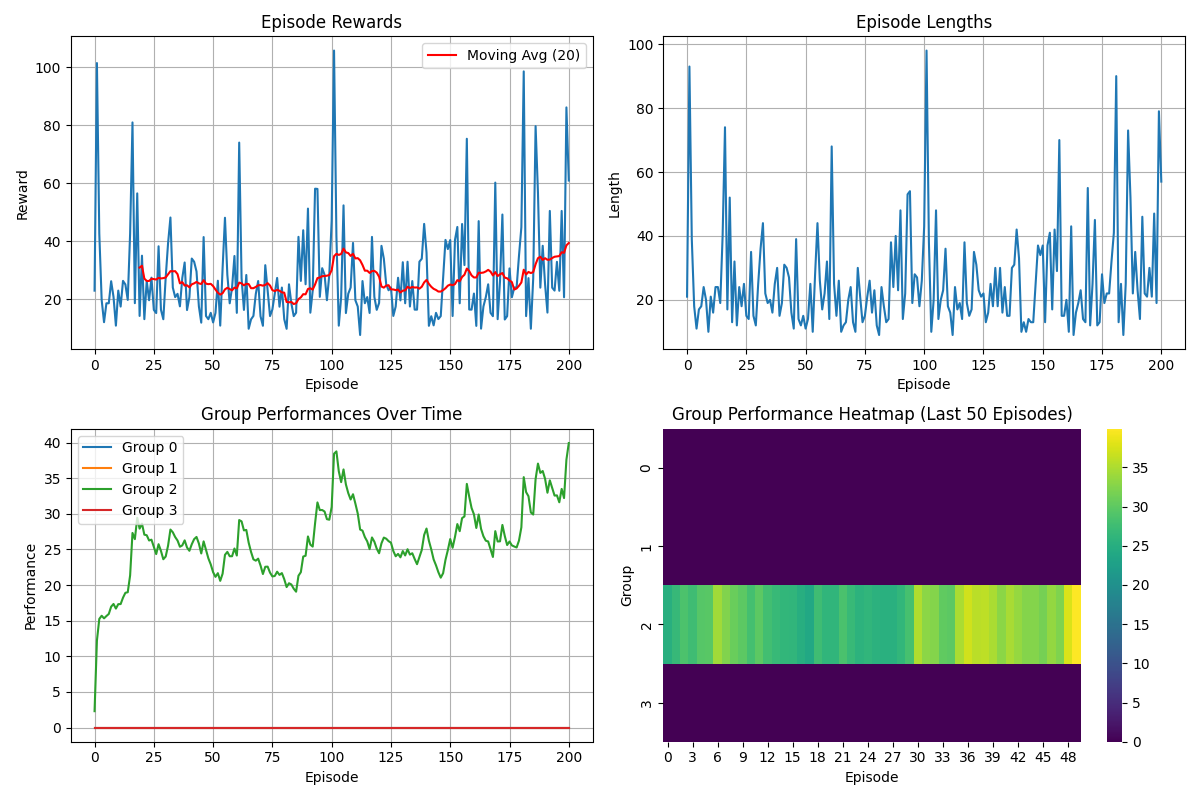 Episode Rewards
Reward
100
80
60
40
20
Moving Avg (20)
0 25 50 75 100 125 150 175 200
Episode
Episode Lengths
Length
100
80
60
40
20
0 25 50 75 100 125 150 175 200
Episode
Group Performances Over Time
Performance
40
35
30
25
20
15
10
5
0
Group 0
Group 1
Group 2
Group 3
0 25 50 75 100 125 150 175 200
Episode
Group Performance Heatmap (Last 50 Episodes)
Group
0
1
2
3
0 3 6 9 12 15 18 21 24 27 30 33 36 39 42 45 48
Episode
35
30
25
20
15
10
5
0